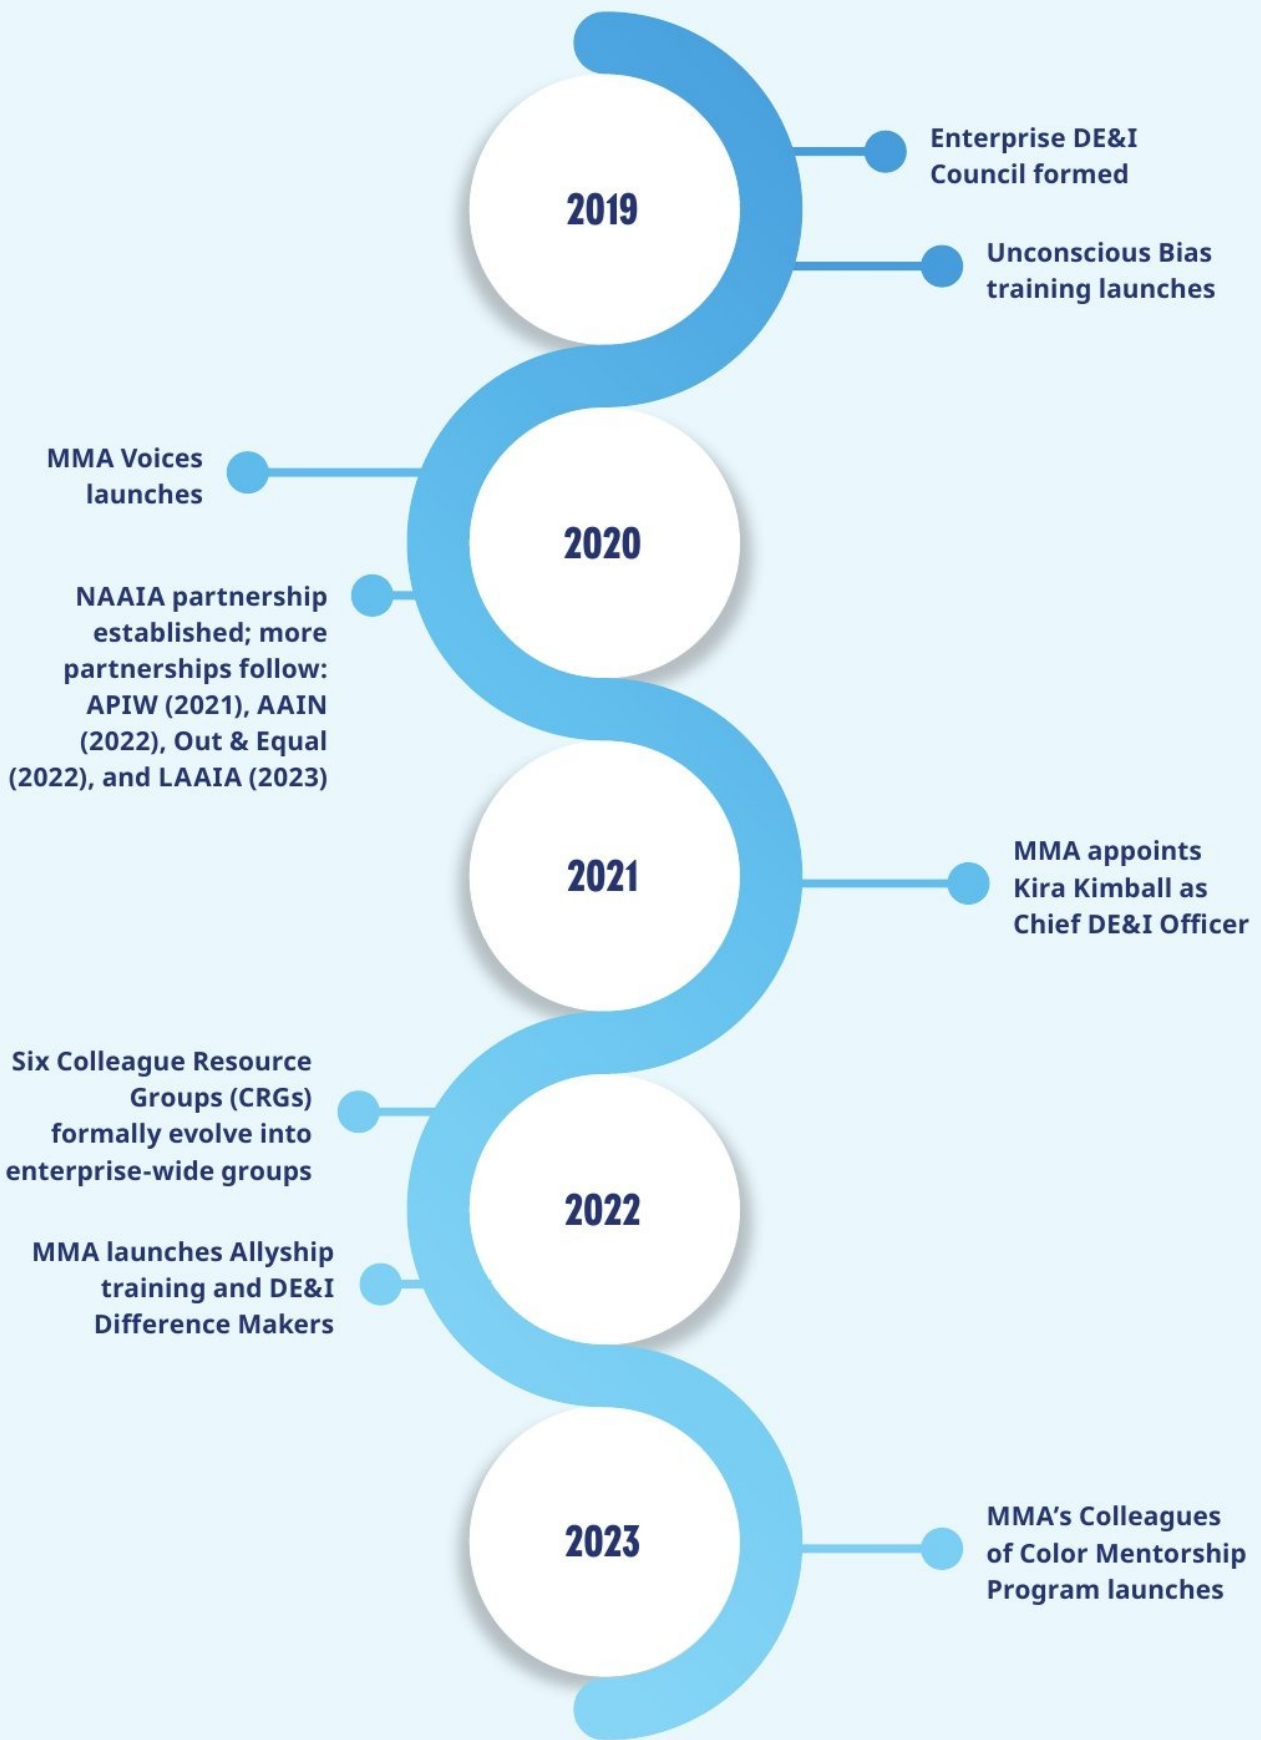 2019
Enterprise DE&I
Council formed
Unconscious Bias
training launches
2020
MMA Voices
launches
NAAIA partnership
established; more
partnerships follow:
APIW (2021), AAIN
(2022), Out & Equal
(2022), and LAAIA (2023)
2021
MMA appoints
Kira Kimball as
Chief DE&I Officer
2022
Six Colleague Resource
Groups (CRGs)
formally evolve into
enterprise-wide groups
MMA launches Allyship
training and DE&I
Difference Makers
2023
MMA’s Colleagues
of Color Mentorship
Program launches